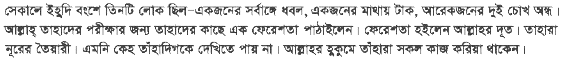 সেকালে ইহুদি বংশে তিনটি লোক ছিল-একজনের সর্বাঙ্গে ধবল, একজনের মাথায় টাক, আরেকজনের দুই চোখ অন্ধ।
আল্লাহ্ তাহাদের পরীক্ষার জন্য তাহাদের কাছে এক ফেরেশতা পাঠাইলেন। ফেরেশতা হইলেন আল্লাহর দূত। তাহারা
নূরের তৈয়ারী। এমনি কেহ তাঁহাদিগকে দেখিতে পায় না। আল্লাহর হুকুমে তাঁহারা সকল কাজ করিয়া থাকেন।